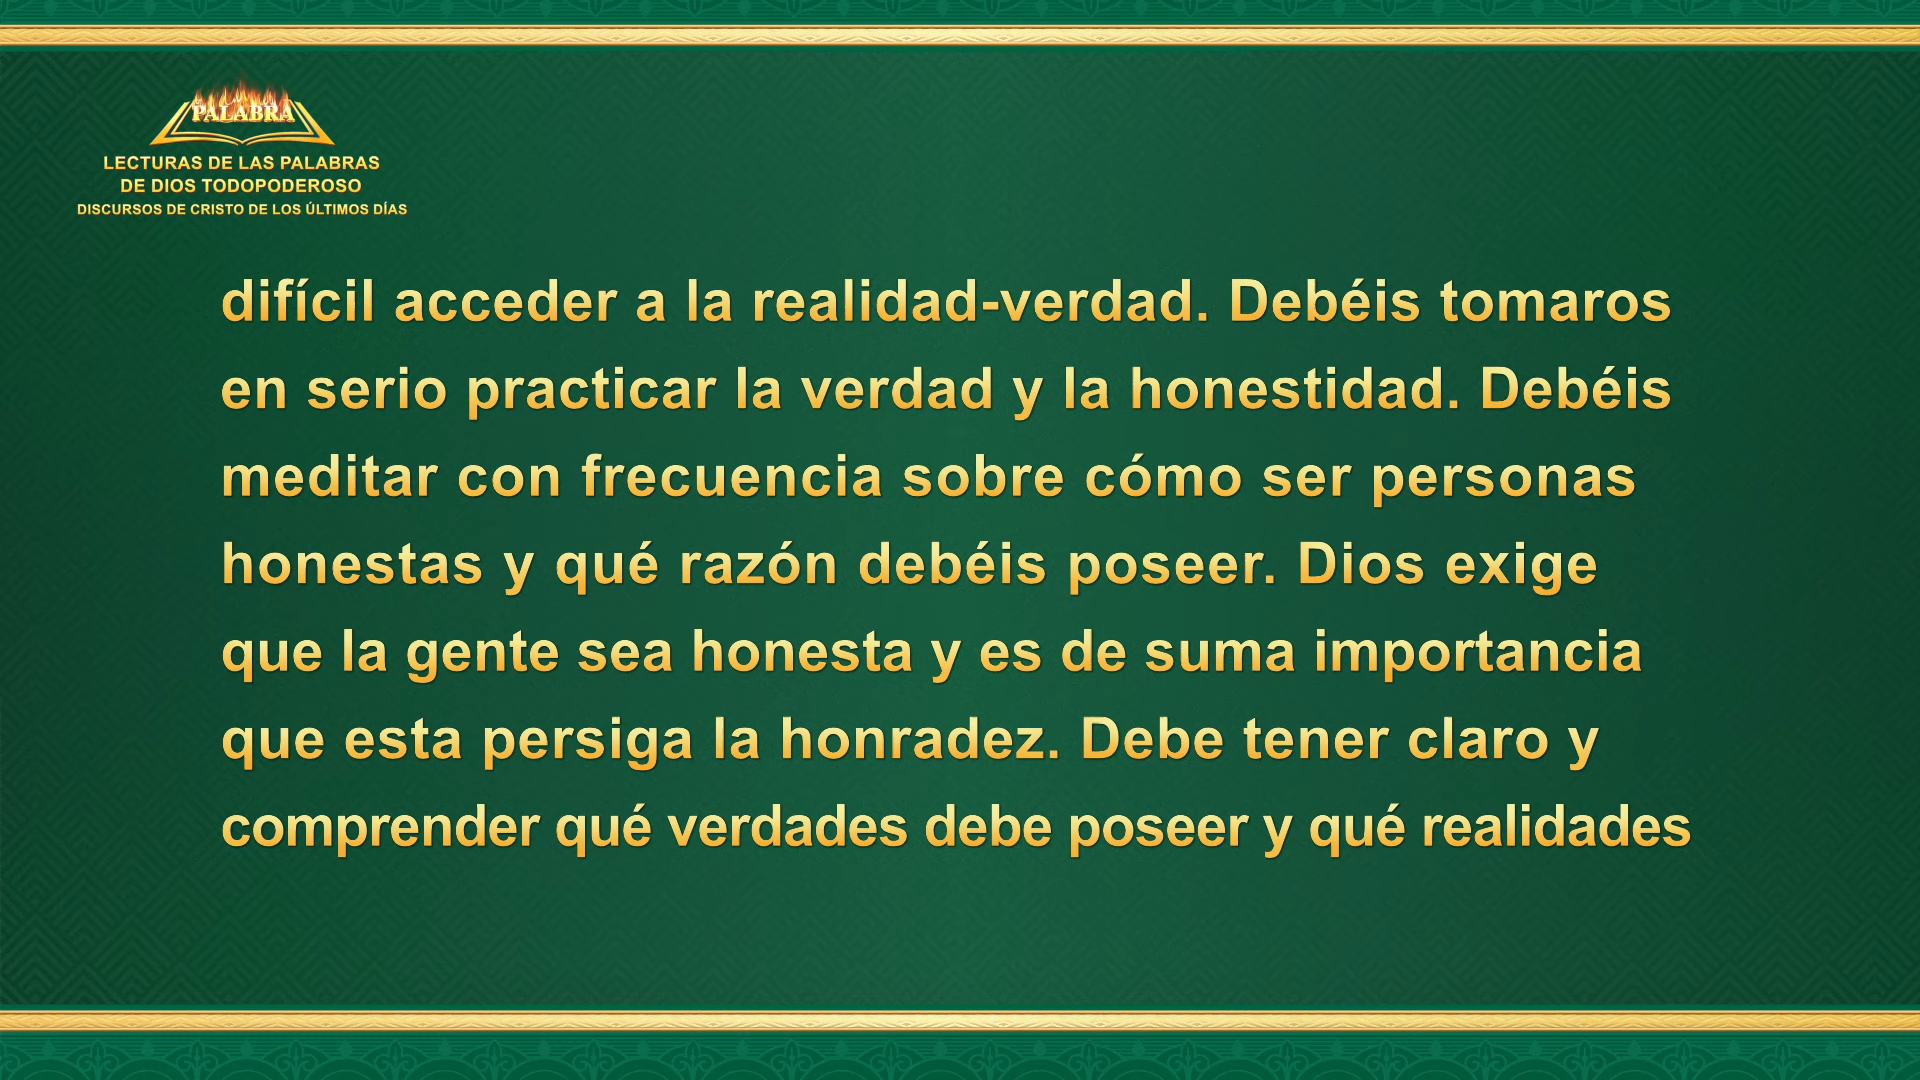 PALABRA
LECTURAS DE LAS PALABRAS
DE DIOS TODOPODEROSO
DISCURSOS DE CRISTO DE LOS ÚLTIMOS DÍAS
difícil acceder a la realidad-verdad. Debéis tomaros
en serio practicar la verdad y la honestidad. Debéis
meditar con frecuencia sobre cómo ser personas
honestas y qué razón debéis poseer. Dios exige
que la gente sea honesta y es de suma importancia
que esta persiga la honradez. Debe tener claro y
comprender qué verdades debe poseer y qué realidades